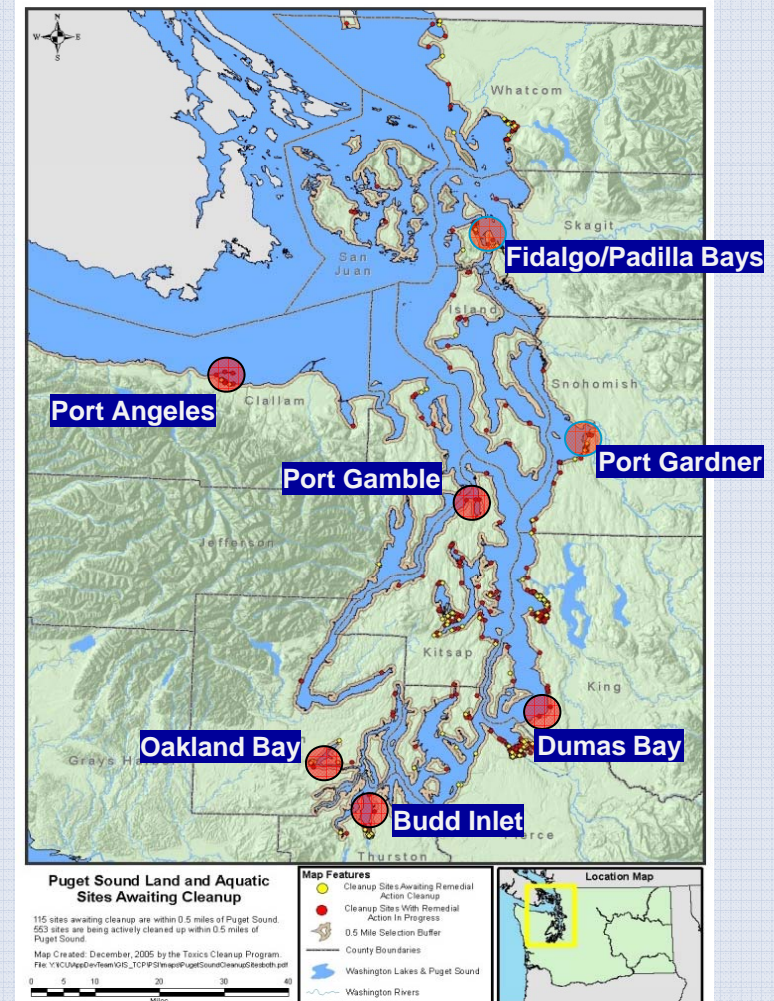 N
W E
S
Whatcom
Skagit
Fidalgo/Padilla Bays
San
Juan
Island
Snohomish
Port Angeles
Clallam
Port Gardner
Port Gamble
Jefferson
Kitsap
King
Oakland Bay
Dumas Bay
Grays
Budd Inlet
Thurston
Puget Sound Land and Aquatic
Sites Awaiting Cleanup
115 sites awaiting cleanup are within 0.5 miles of Puget Sound.
553 sites are being actively cleaned up within 0.5 miles of
Puget Sound.
Map Created: December, 2005 by the Toxics Cleanup Program.
File:
0 5 10 20 30 40
Miles
Map Features
Cleanup Sites Awaiting Remedial
Action Cleanup
Cleanup Sites With Remedial
Action In Progress
0.5 Mile Selection Buffer
County Boundaries
Washington Lakes & Puget Sound
Washington Rivers
Location Map